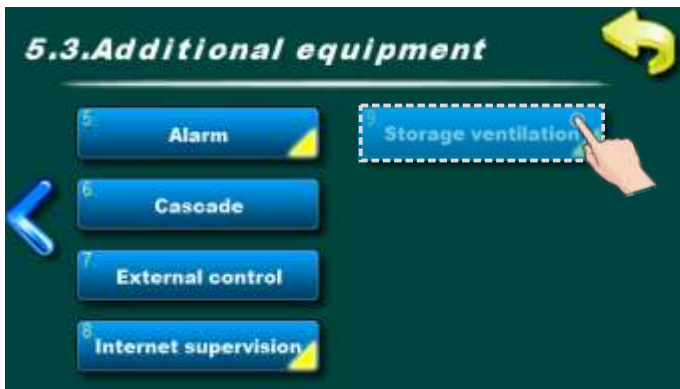 5.3.Additional equipment
5.
Alarm
6.
Cascade
7.
External control
8.
Internet supervision
9
Storage ventilation